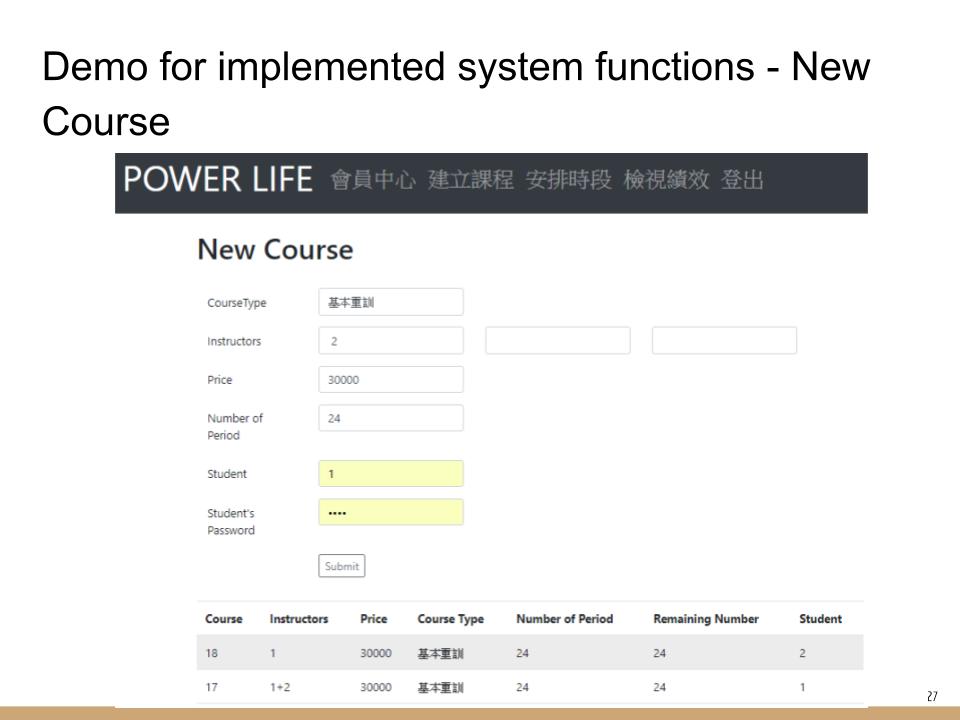 Demo for implemented system functions - New
Course
POWER LIFE 會員中心 建立課程 安排時段 檢視績效 登出
New Course
CourseType 基本重訓
Instructors 2
Price 30000
Number of 24
Period
Student 1
Student's ••••
Password
Submit
Course Instructors Price Course Type Number of Period Remaining Number Student
18 1 30000 基本重訓 24 24 2
17 1+2 30000 基本重訓 24 24 1
27